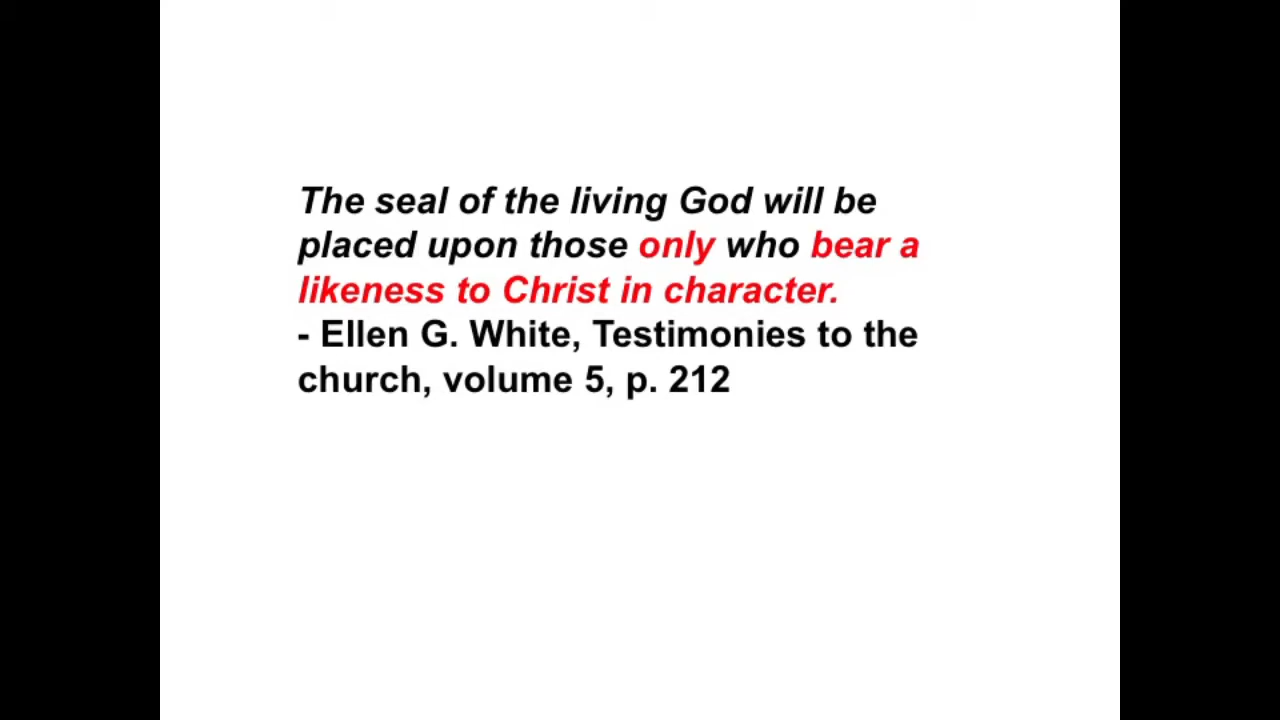 The seal of the living God will be
placed upon those only who bear a
likeness to Christ in character.
- Ellen G. White, Testimonies to the
church, volume 5, p. 212